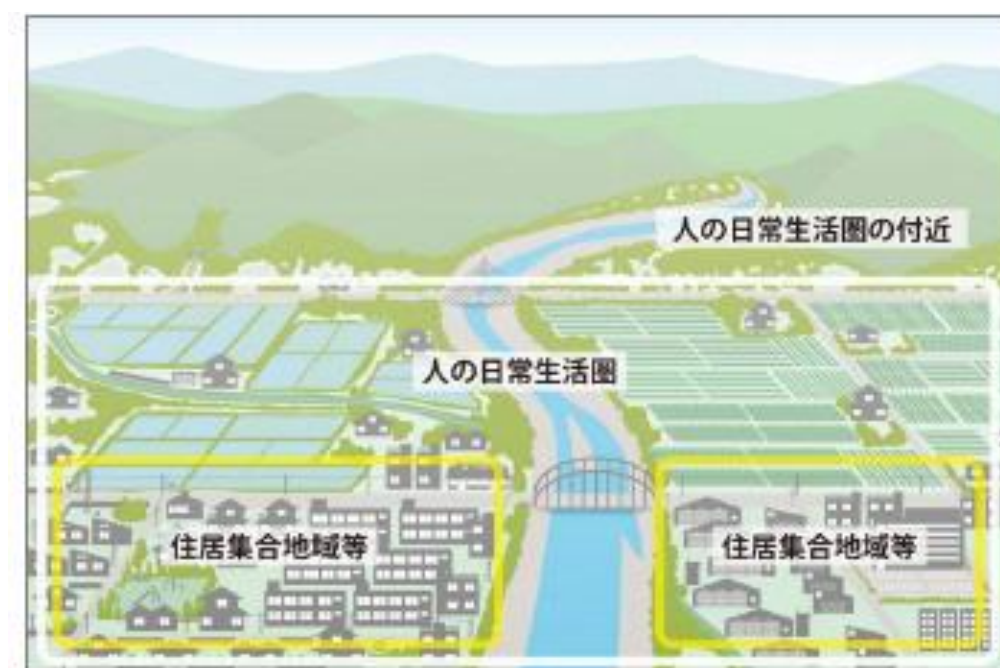 人の日常生活圏の付近
人の日常生活圏
住居集合地域等
住居集合地域等